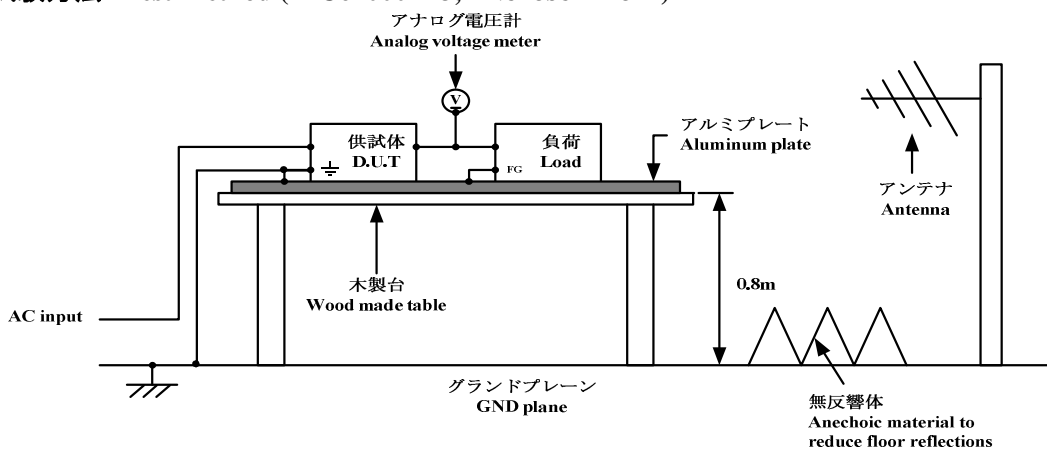 アナログ電圧計
Analog voltage meter
V
供試体
D.U.T
負荷
Load
FG
アルミプレート
Aluminum plate
アンテナ
Antenna
木製台
Wood made table
0.8m
AC input
グランドプレーン
GND plane
無反響体
Anechoic material to
reduce floor reflections